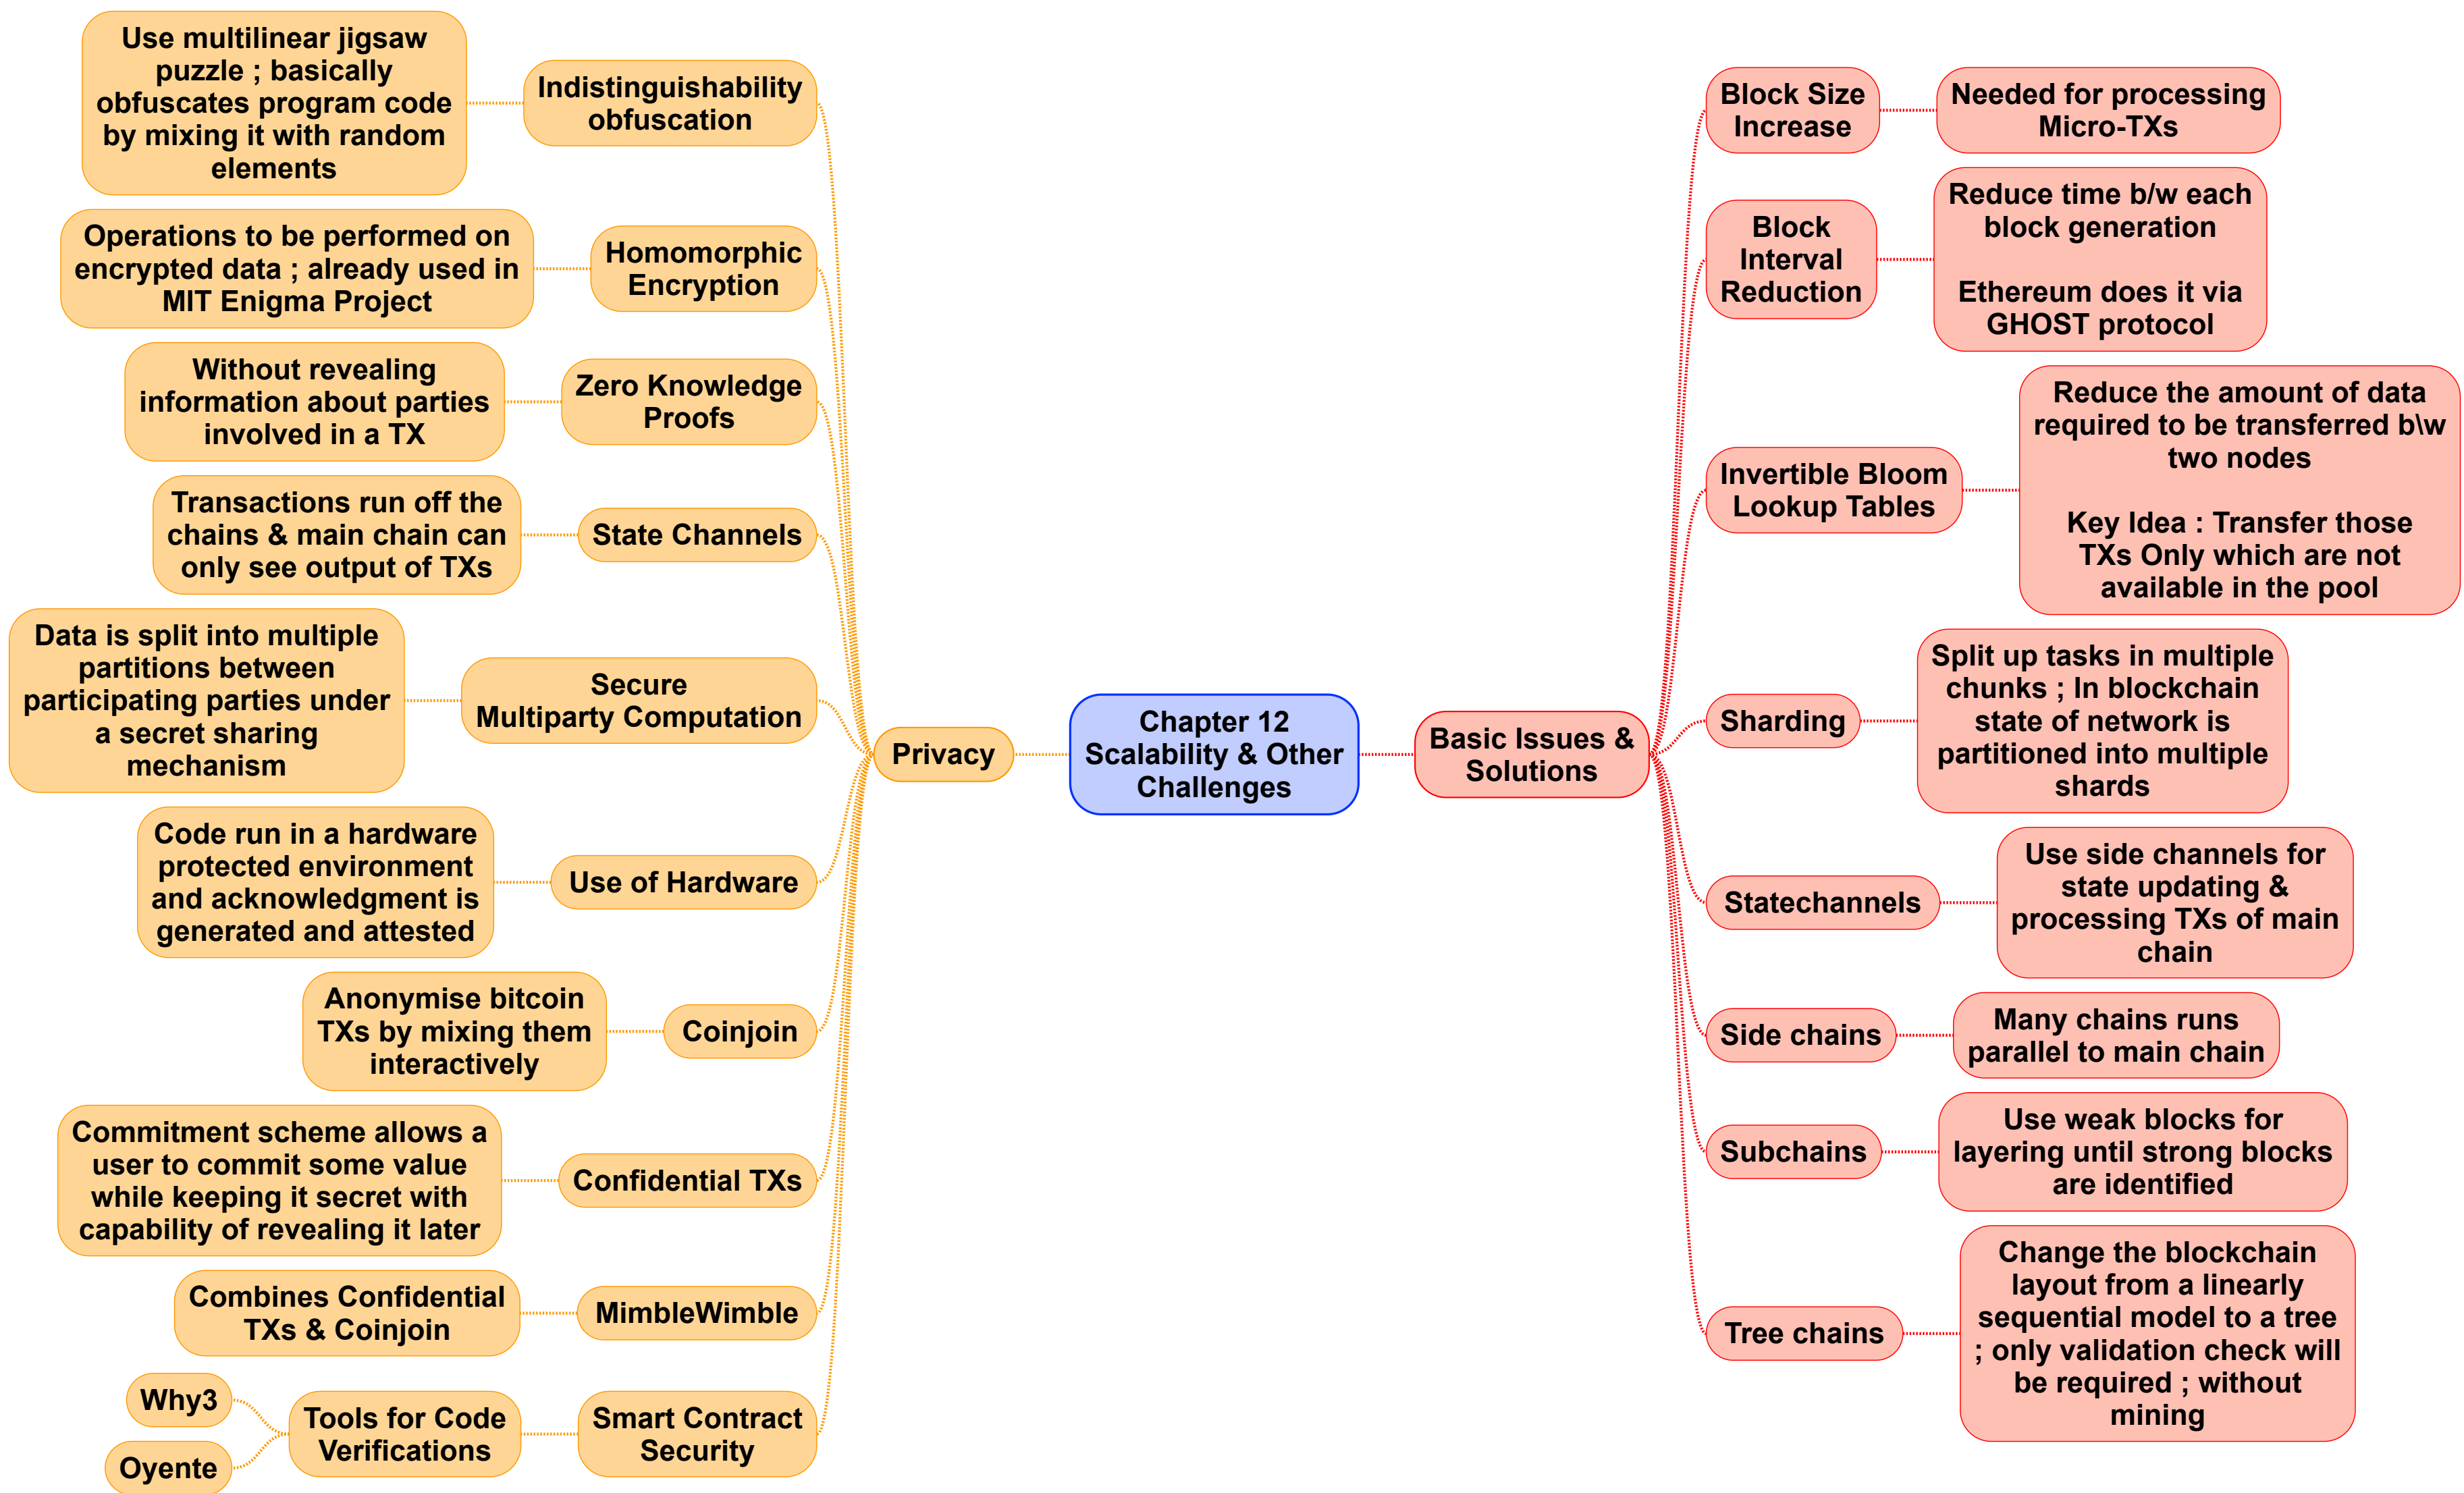 Chapter 12
Scalability & Other
Challenges
Privacy
Indistinguishability
obfuscation
Use multilinear jigsaw
puzzle ; basically
obfuscates program code
by mixing it with random
elements
Homomorphic
Encryption
Operations to be performed on
encrypted data ; already used in
MIT Enigma Project
Zero Knowledge
Proofs
Without revealing
information about parties
involved in a TX
State Channels
Transactions run off the
chains & main chain can
only see output of TXs
Secure
Multiparty Computation
Data is split into multiple
partitions between
participating parties under
a secret sharing
mechanism
Use of Hardware
Code run in a hardware
protected environment
and acknowledgment is
generated and attested
Coinjoin
Anonymise bitcoin
TXs by mixing them
interactively
Confidential TXs
Commitment scheme allows a
user to commit some value
while keeping it secret with
capability of revealing it later
MimbleWimble
Combines Confidential
TXs & Coinjoin
Smart Contract
Security
Tools for Code
Verifications
Why3
Oyente
Basic Issues &
Solutions
Block Size
Increase
Needed for processing
Micro-TXs
Block
Interval
Reduction
Reduce time b/w each
block generation
Ethereum does it via
GHOST protocol
Invertible Bloom
Lookup Tables
Reduce the amount of data
required to be transferred b\w
two nodes
Key Idea : Transfer those
TXs Only which are not
available in the pool
Sharding
Split up tasks in multiple
chunks ; In blockchain
state of network is
partitioned into multiple
shards
Statechannels
Use side channels for
state updating &
processing TXs of main
chain
Side chains
Many chains runs
parallel to main chain
Subchains
Use weak blocks for
layering until strong blocks
are identified
Tree chains
Change the blockchain
layout from a linearly
sequential model to a tree
; only validation check will
be required ; without
mining